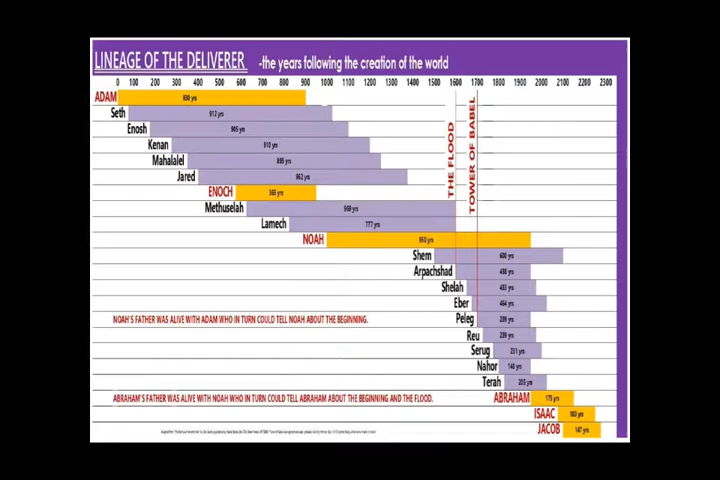 LINEAGE OF THE DELIVERER -the years following the creation of the world
0 100 200 300 400 500 600 700 800 900 1000 1100 1200 1300 1400 1500 1600 1700 1800 1900 2000 2100 2200 2300
ADAM 930 yrs
Seth 912 yrs
Enosh 905 yrs
Kenan 910 yrs
Mahalalel 895 yrs
Jared 962 yrs
ENOCH 365 yrs
Methuselah 969 yrs
Lamech 777 yrs
THE FLOOD
TOWER OF BABEL
NOAH 950 yrs
Shem 600 yrs
Arpachshad 438 yrs
Shelah 433 yrs
Eber 464 yrs
NOAH'S FATHER WAS ALIVE WITH ADAM WHO IN TURN COULD TELL NOAH ABOUT THE BEGINNING.
Peleg 239 yrs
Reu 239 yrs
Serug 231 yrs
Nahor 148 yrs
Terah 205 yrs
ABRAHAM'S FATHER WAS ALIVE WITH NOAH WHO IN TURN COULD TELL ABRAHAM ABOUT THE BEGINNING AND THE FLOOD.
ABRAHAM 175 yrs
ISAAC 180 yrs
JACOB 147 yrs